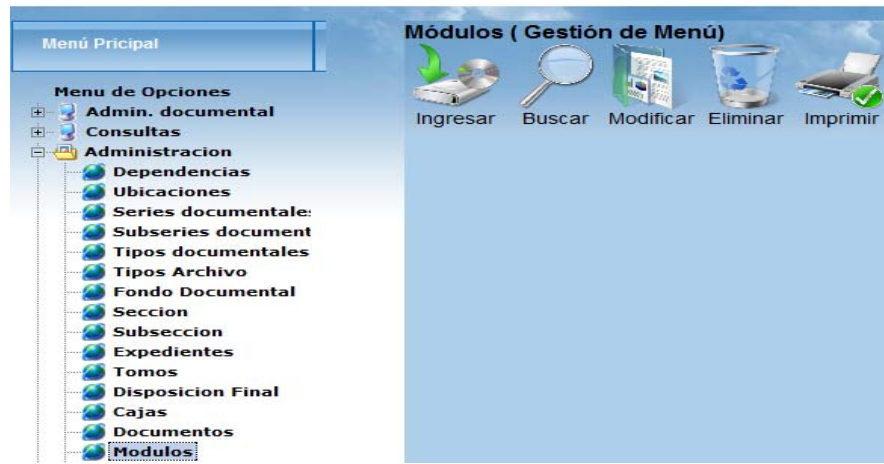 Menú Pricipal
Menu de Opciones
Admin. documental
Consultas
Administracion
Dependencias
Ubicaciones
Series documentale
Subseries document
Tipos documentales
Tipos Archivo
Fondo Documental
Seccion
Subseccion
Expedientes
Tomos
Disposicion Final
Cajas
Documentos
Modulos
Módulos ( Gestión de Menú)
Ingresar Buscar Modificar Eliminar Imprimir